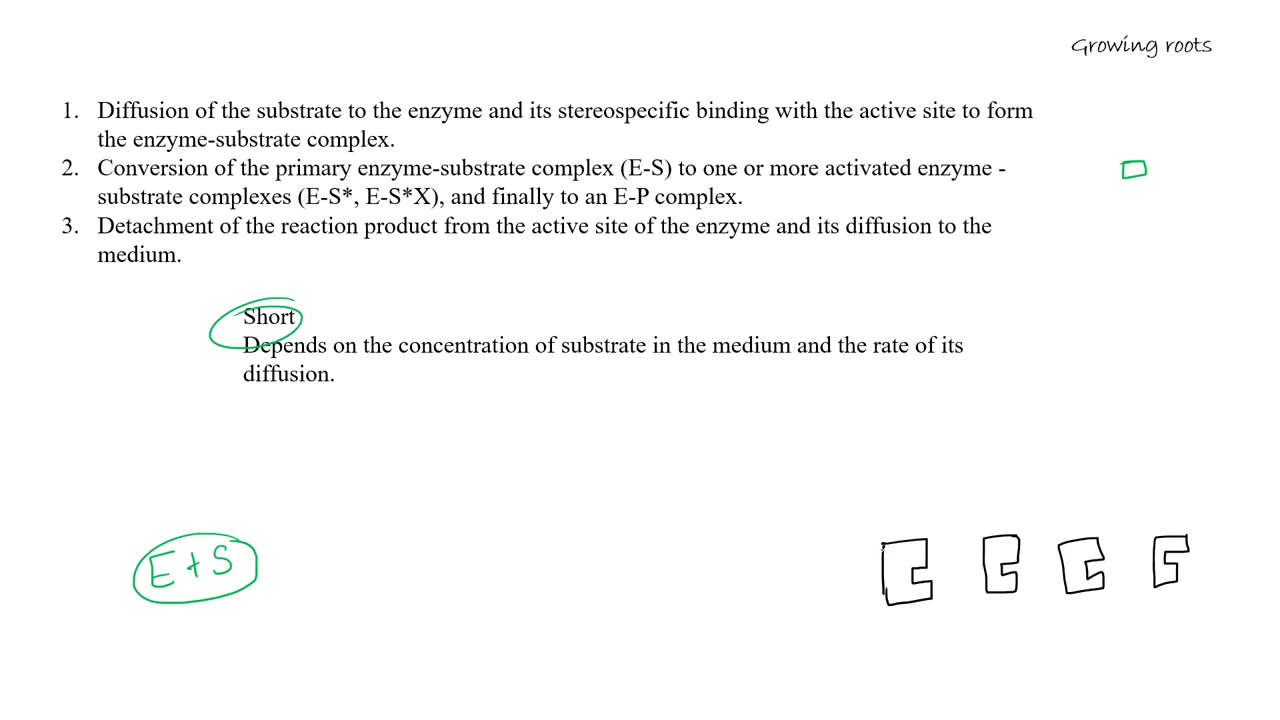 Growing roots
1. Diffusion of the substrate to the enzyme and its stereospecific binding with the active site to form
the enzyme-substrate complex.
2. Conversion of the primary enzyme-substrate complex (E-S) to one or more activated enzyme -
substrate complexes (E-S*, E-S*X), and finally to an E-P complex.
3. Detachment of the reaction product from the active site of the enzyme and its diffusion to the
medium.
Short
Depends on the concentration of substrate in the medium and the rate of its
diffusion.
E + S